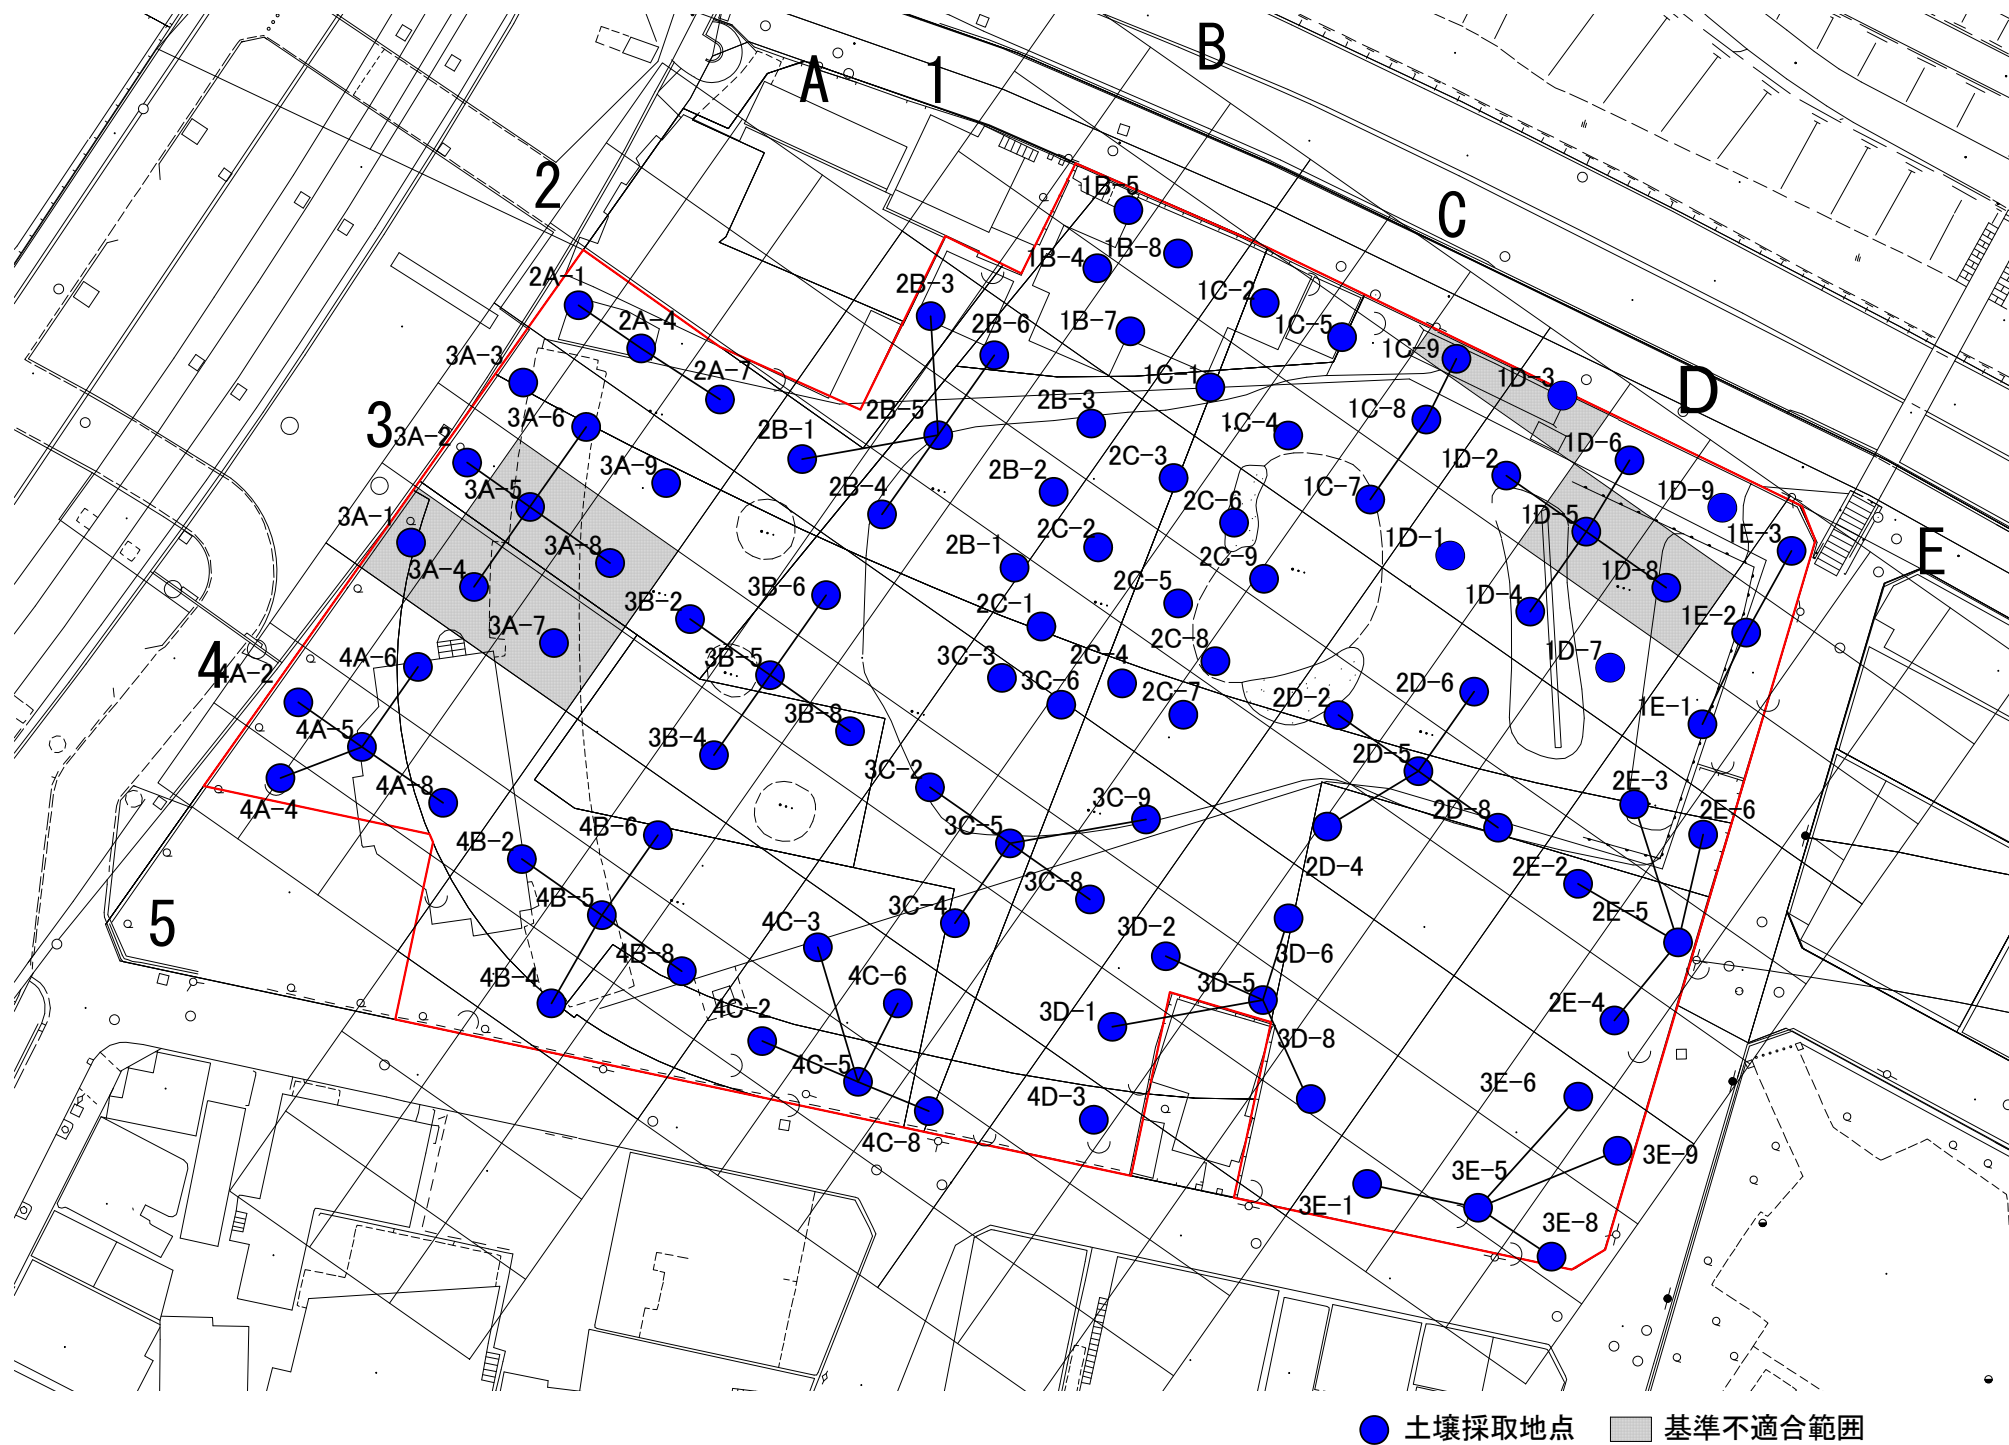 A
1
B
2
C
D
3
E
4
5
1B-5
1B-4
1B-8
2A-1
2B-3
1C-2
2A-4
2B-6
1B-7
1C-5
3A-3
1C-9
2A-7
1C-1
1D-3
3A-6
2B-5
2B-3
1C-8
3A-2
2B-1
1C-4
1D-6
3A-9
2B-2
2C-3
1D-2
3A-5
2B-4
2C-6
1C-7
1D-9
3A-1
3A-8
2C-2
1D-5
1D-1
1E-3
3A-4
2B-1
2C-9
1D-8
3B-2
3B-6
2C-1
2C-5
1D-4
3A-7
1E-2
4A-6
3B-5
3C-3
2C-4
2C-8
1D-7
4A-2
3C-6
2D-6
2C-7
2D-2
4A-5
3B-4
3B-8
1E-1
4A-4
4A-8
3C-2
2D-5
3C-9
2E-3
4B-2
4B-6
3C-5
2D-8
2E-6
2D-4
2E-2
4B-5
3C-8
4C-3
3C-4
2E-5
4B-8
3D-2
3D-6
4B-4
4C-6
3D-5
4C-2
3D-1
2E-4
4C-5
3D-8
4D-3
3E-6
4C-8
3E-5
3E-9
3E-1
3E-8
土壌採取地点
基準不適合範囲